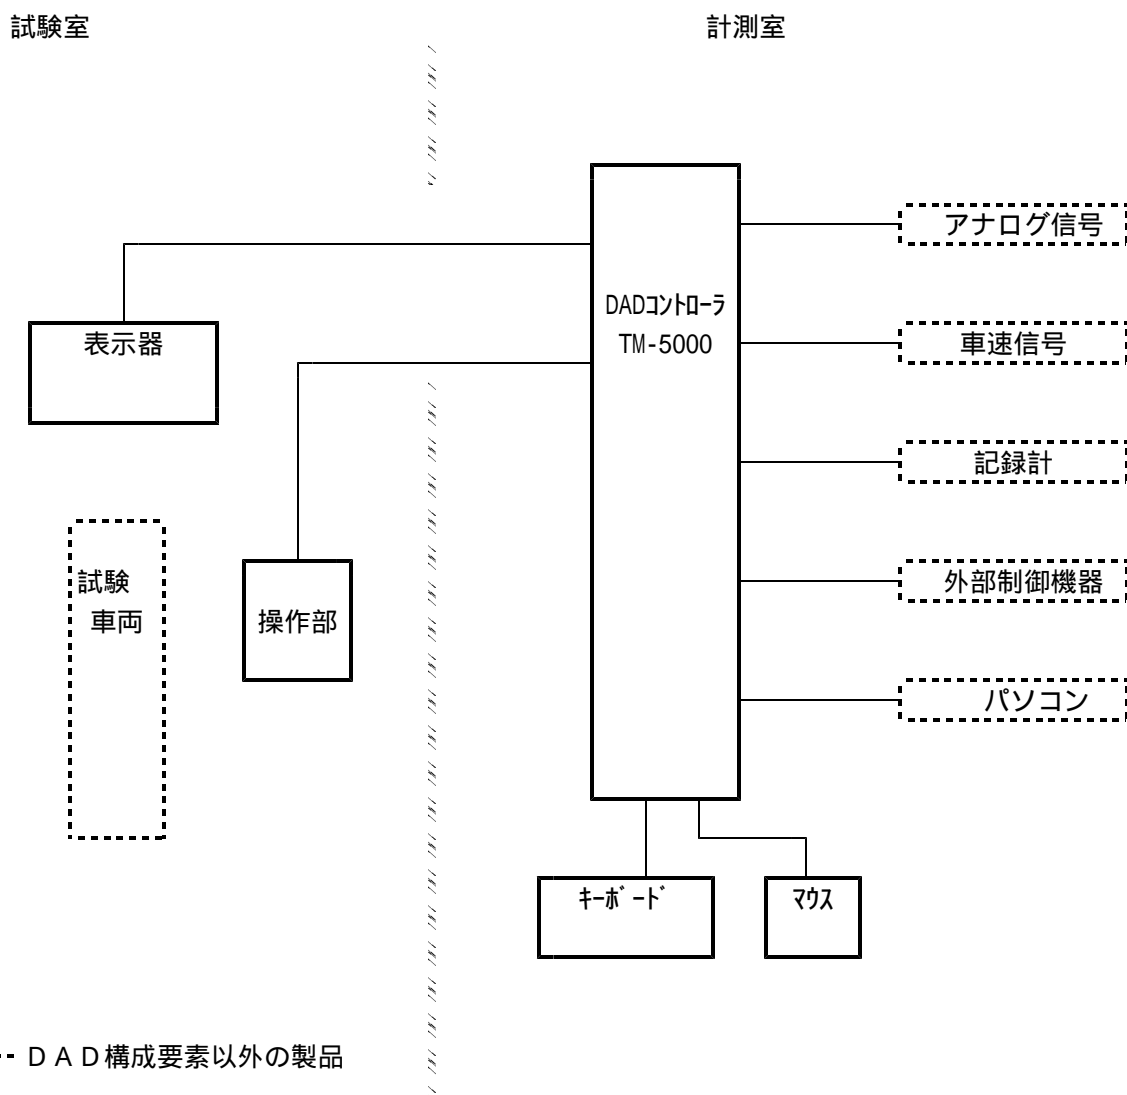 試験室
計測室
アナログ信号
DADｺﾝﾄﾛｰﾗ
TM-5000
表示器
車速信号
記録計
試験
車両
操作部
外部制御機器
パソコン
ｷｰﾎﾞｰﾄﾞ
ﾏｳｽ
ＤＡＤ構成要素以外の製品